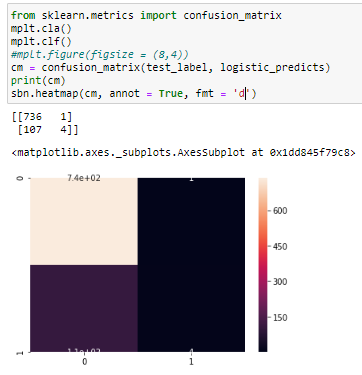 from sklearn.metrics import confusion_matrix
mplt.cla()
mplt.clf()
#mplt.figure(figsize = (8,4))
cm = confusion_matrix(test_label, logistic_predicts)
print(cm)
sbn.heatmap(cm, annot = True, fmt = 'd')
[[736   1]
 [107   4]]
<matplotlib.axes._subplots.AxesSubplot at 0x1dd845f79c8>
0
7.4e+02
1
600
450
300
150
1
1.1e+02
4
0
1